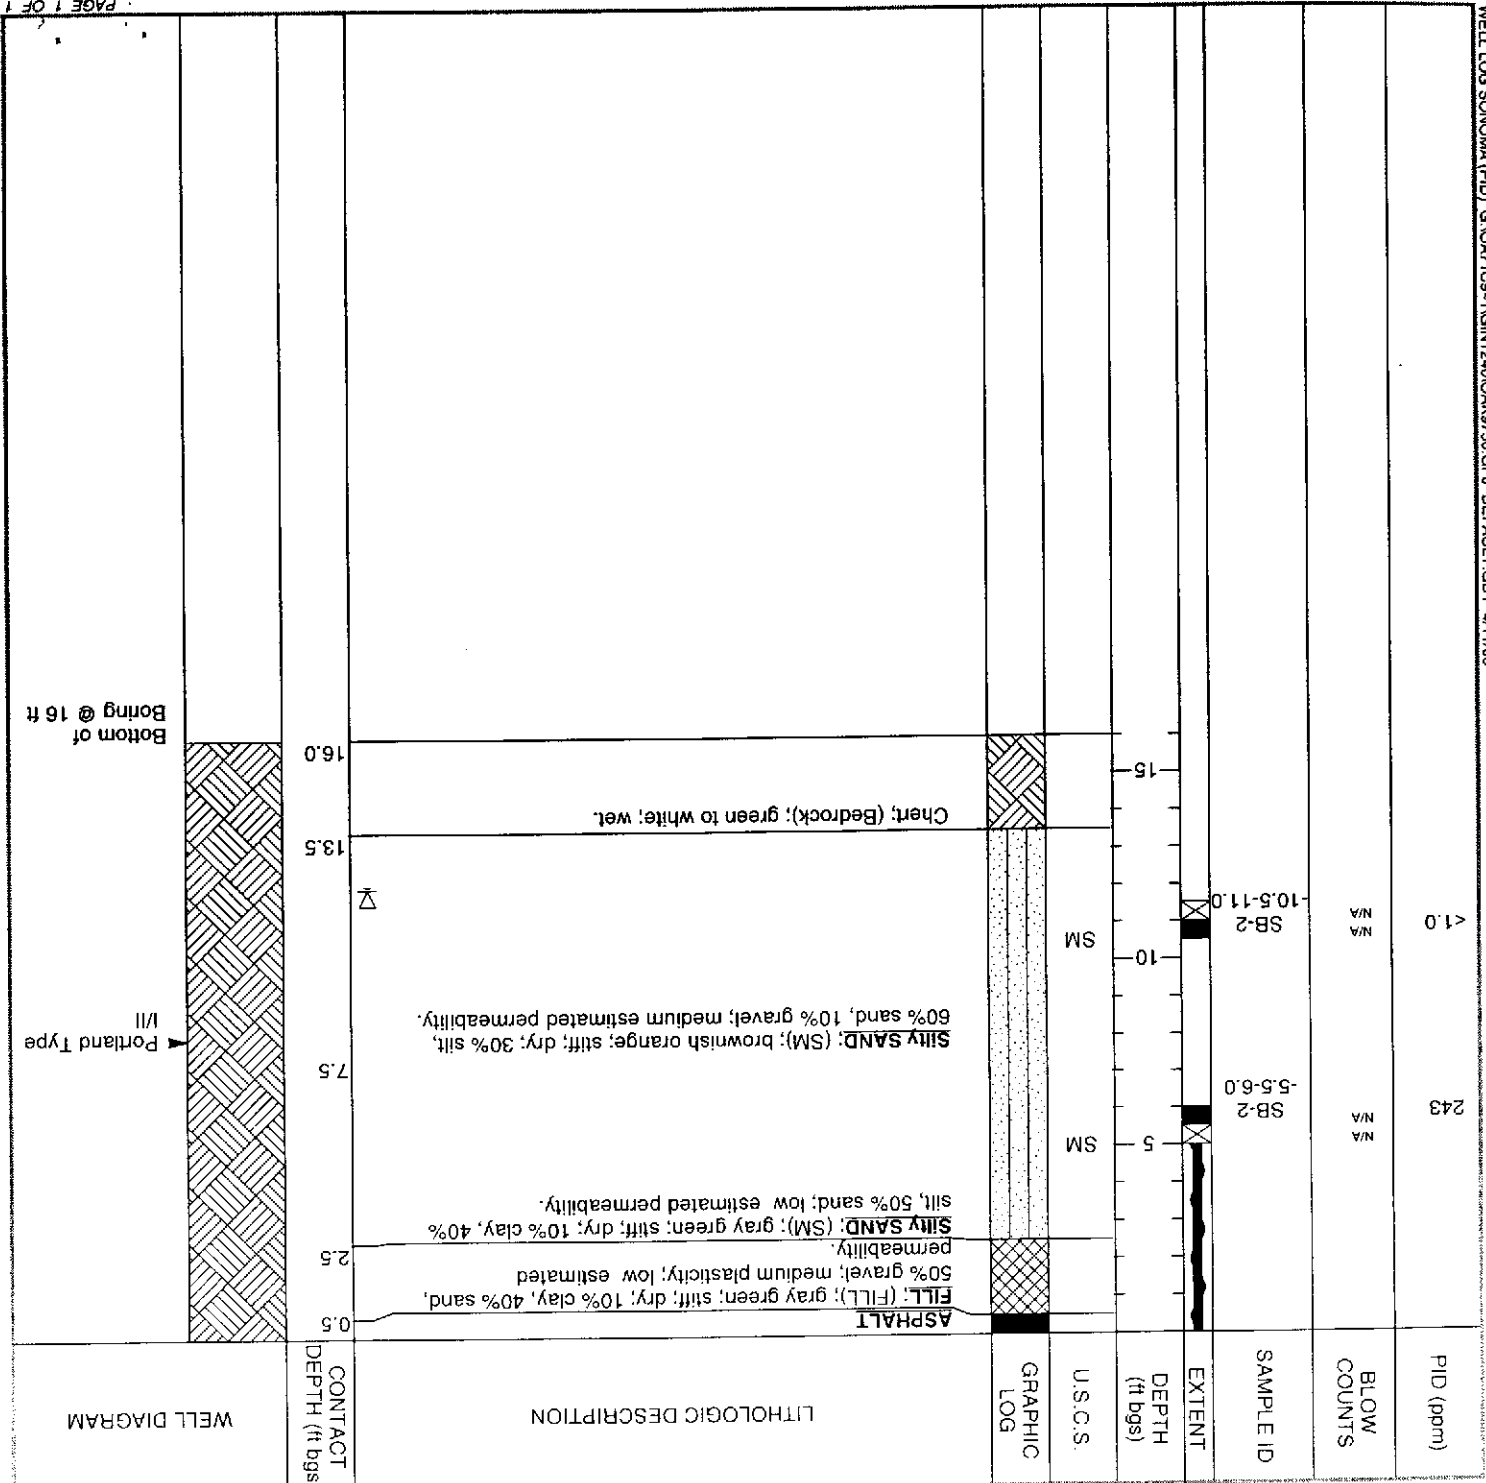 PID (ppm)
BLOW
COUNTS
SAMPLE ID
EXTENT
DEPTH
(ft bgs)
U.S.C.S.
GRAPHIC
LOG
LITHOLOGIC DESCRIPTION
CONTACT
DEPTH (ft bgs
WELL DIAGRAM
ASPHALT
0.5
FILL; (FILL); gray green; stiff; dry; 10% clay, 40% sand,
50% gravel; medium plasticity; low estimated
permeability.
2.5
Silty SAND; (SM); gray green; stiff; dry; 10% clay, 40%
silt, 50% sand; low estimated permeability.
243
N/A
N/A
SB-2
-5.5-6.0
5
SM
7.5
Silty SAND; (SM); brownish orange; stiff; dry; 30% silt,
60% sand, 10% gravel; medium estimated permeability.
Portland Type
I/II
<1.0
N/A
N/A
SB-2
-10.5-11.0
10
SM
13.5
Chert; (Bedrock); green to white; wet.
15
16.0
Bottom of
Boring @ 16 ft
PAGE 1 OF 1